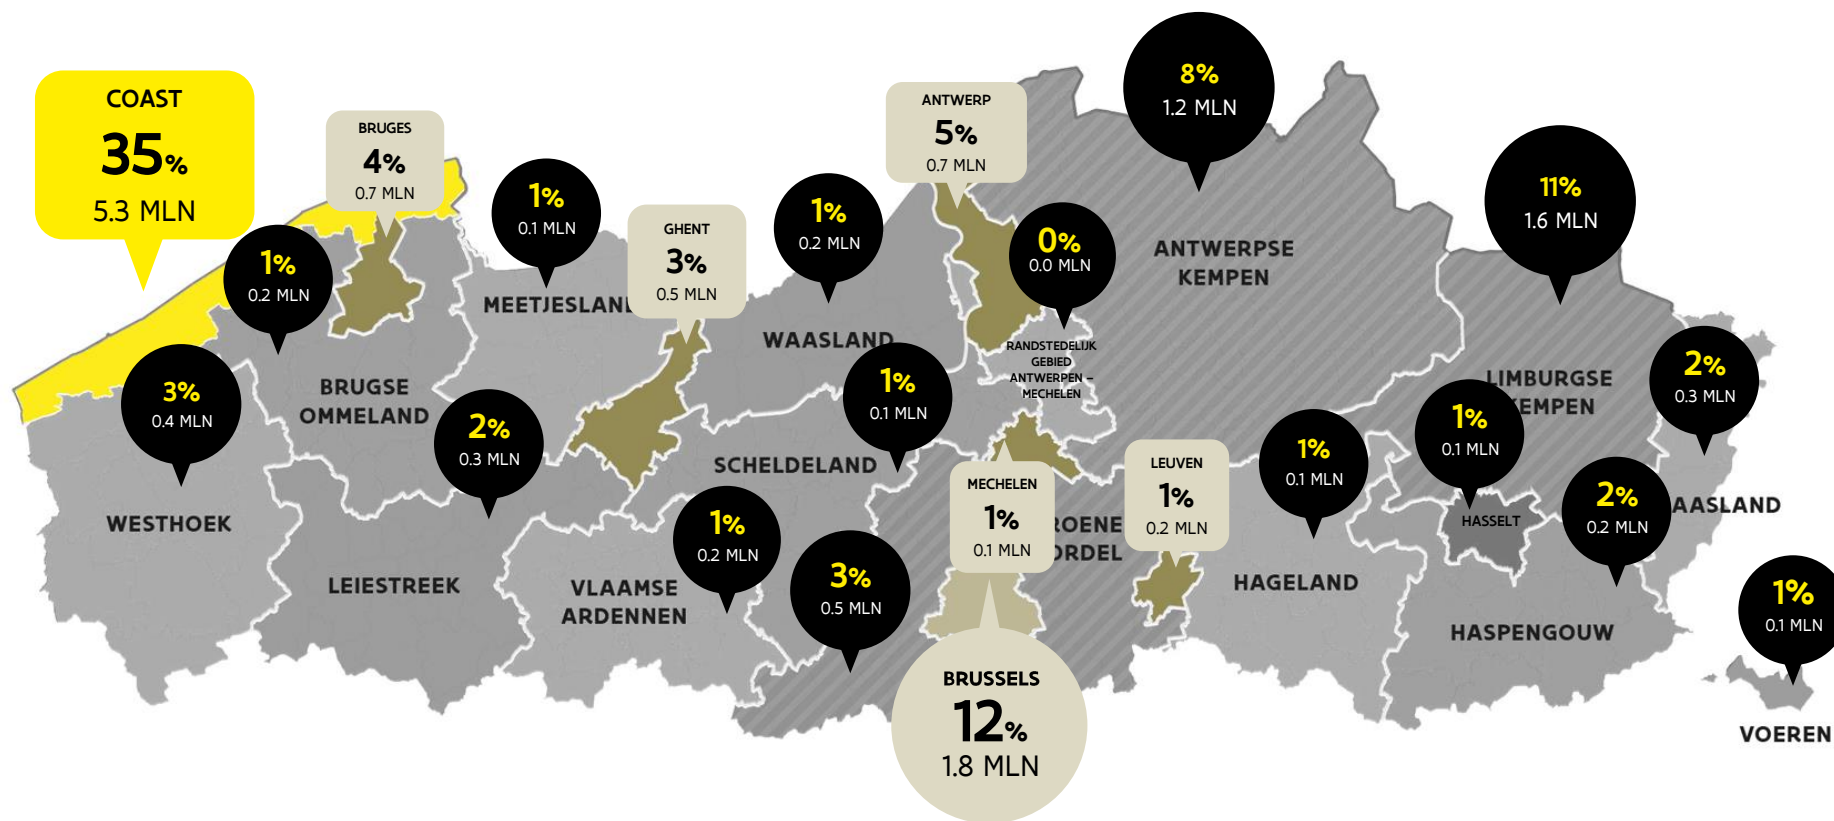 COAST
35%
5.3 MLN
BRUGES
4%
0.7 MLN
1%
0.2 MLN
3%
0.4 MLN
WESTHOEK
BRUGSE
OMMELAND
1%
0.1 MLN
MEETJESLAND
GHENT
3%
0.5 MLN
2%
0.3 MLN
LEIESTREEK
1%
0.2 MLN
WAASLAND
ANTWERP
5%
0.7 MLN
0%
0.0 MLN
RANDSTEDELIJK
GEBIED
ANTWERPEN –
MECHELEN
8%
1.2 MLN
ANTWERPSE
KEMPEN
11%
1.6 MLN
LIMBURGSE
KEMPEN
1%
0.1 MLN
SCHELDELAND
1%
0.2 MLN
VLAAMSE
ARDENNEN
3%
0.5 MLN
MECHELEN
1%
0.1 MLN
ROENE
ORDEL
LEUVEN
1%
0.2 MLN
BRUSSELS
12%
1.8 MLN
1%
0.1 MLN
HAGELAND
1%
0.1 MLN
HASSELT
2%
0.2 MLN
HASPENGOUW
2%
0.3 MLN
AASLAND
1%
0.1 MLN
VOEREN